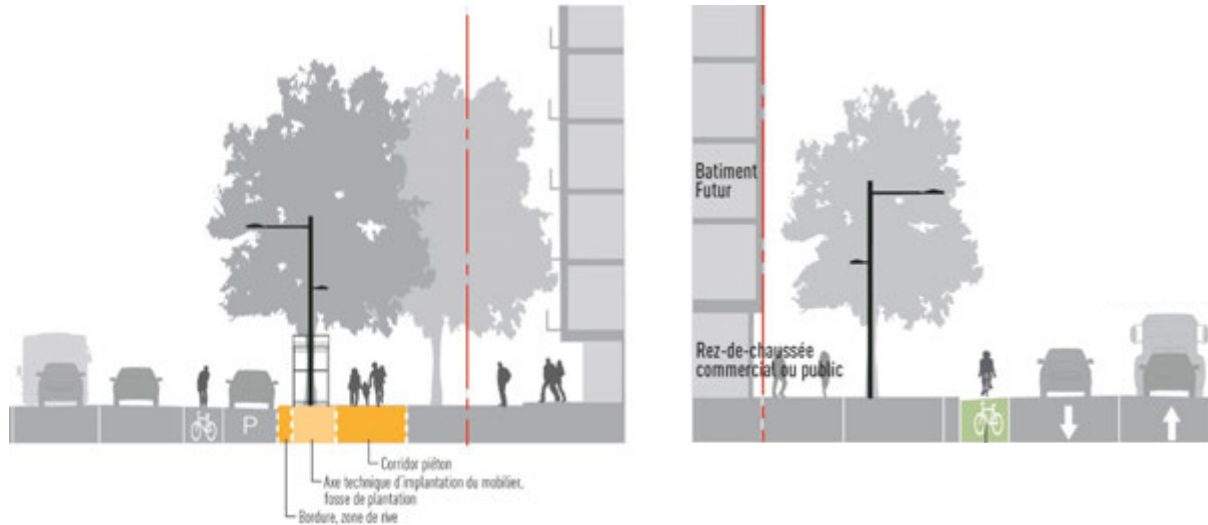 P
Corridor piéton
Axe technique d'implantation du mobilier,
fosse de plantation
Bordure, zone de rive
Batiment
Futur
Rez-de-chaussée
commercial ou public